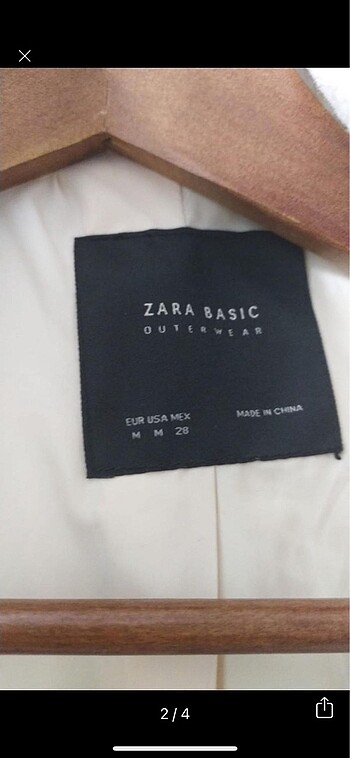 ZARA BASIC
OUTERWEAR
EUR USA MEX
M M 28
MADE IN CHINA
2/4